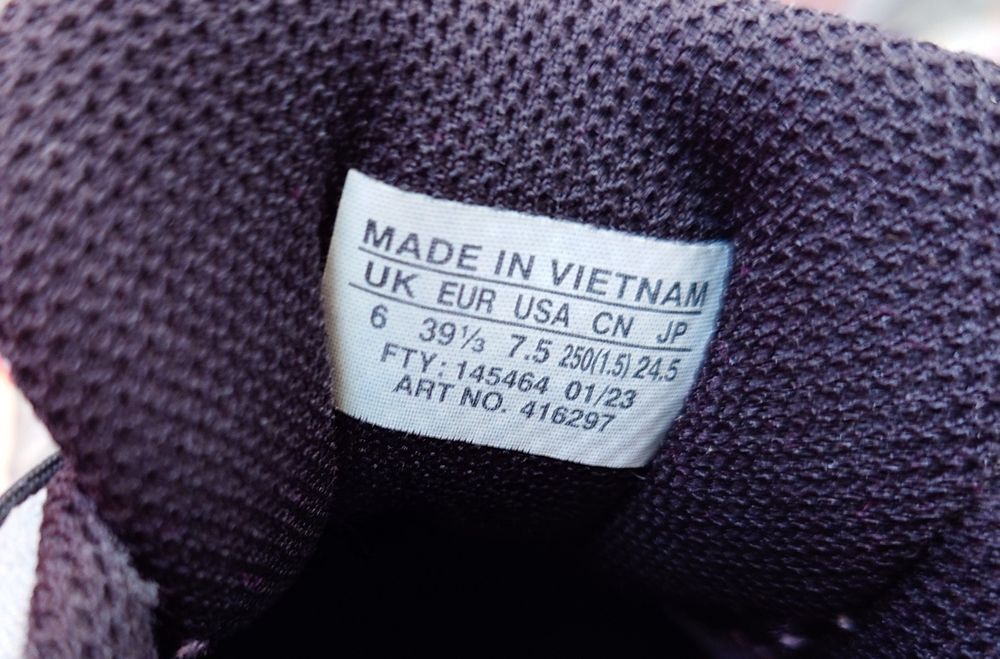 MADE IN VIETNAM
UK EUR USA CN JP
6 39⅓ 7.5 250(1.5) 24.5
FTY: 145464 01/23
ART NO. 416297